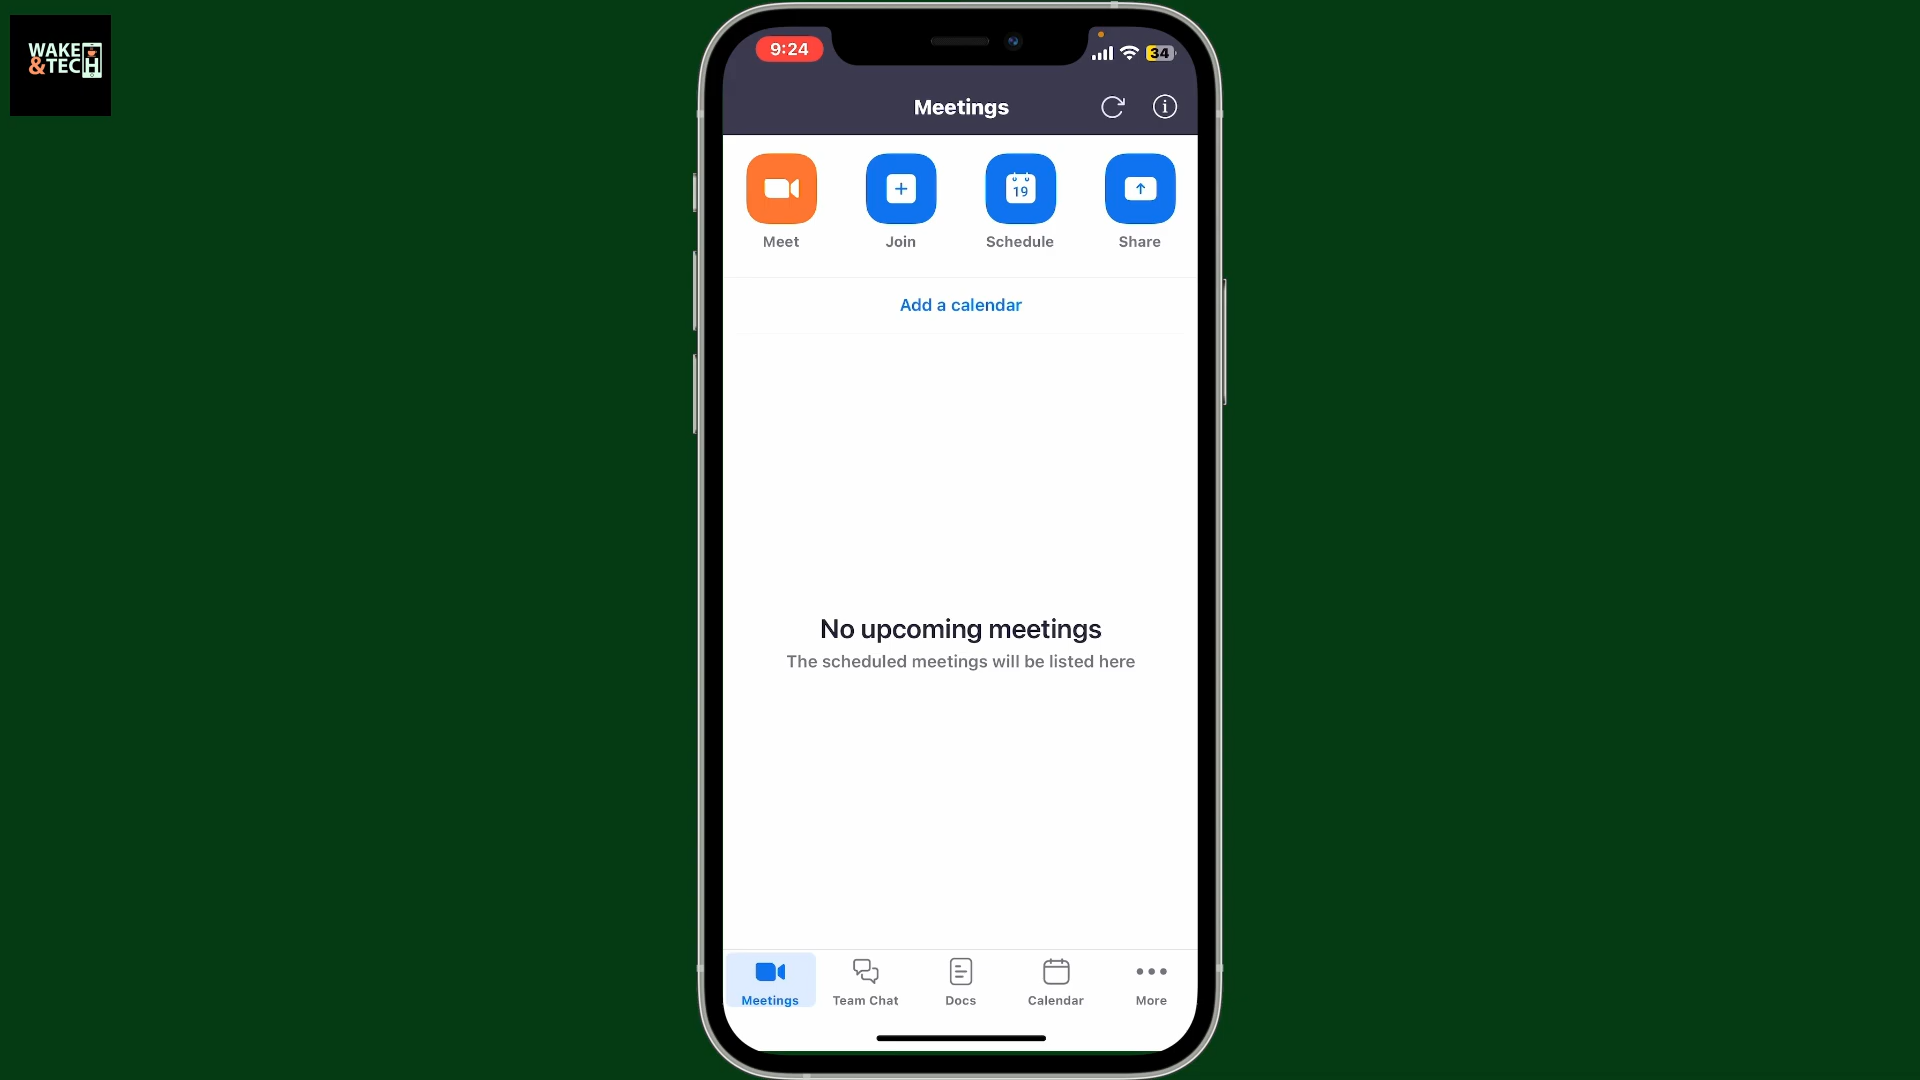 WAKE
&TECH
9:24
34
Meetings
19
Meet
Join
Schedule
Share
Add a calendar
No upcoming meetings
The scheduled meetings will be listed here
Meetings
Team Chat
Docs
Calendar
More